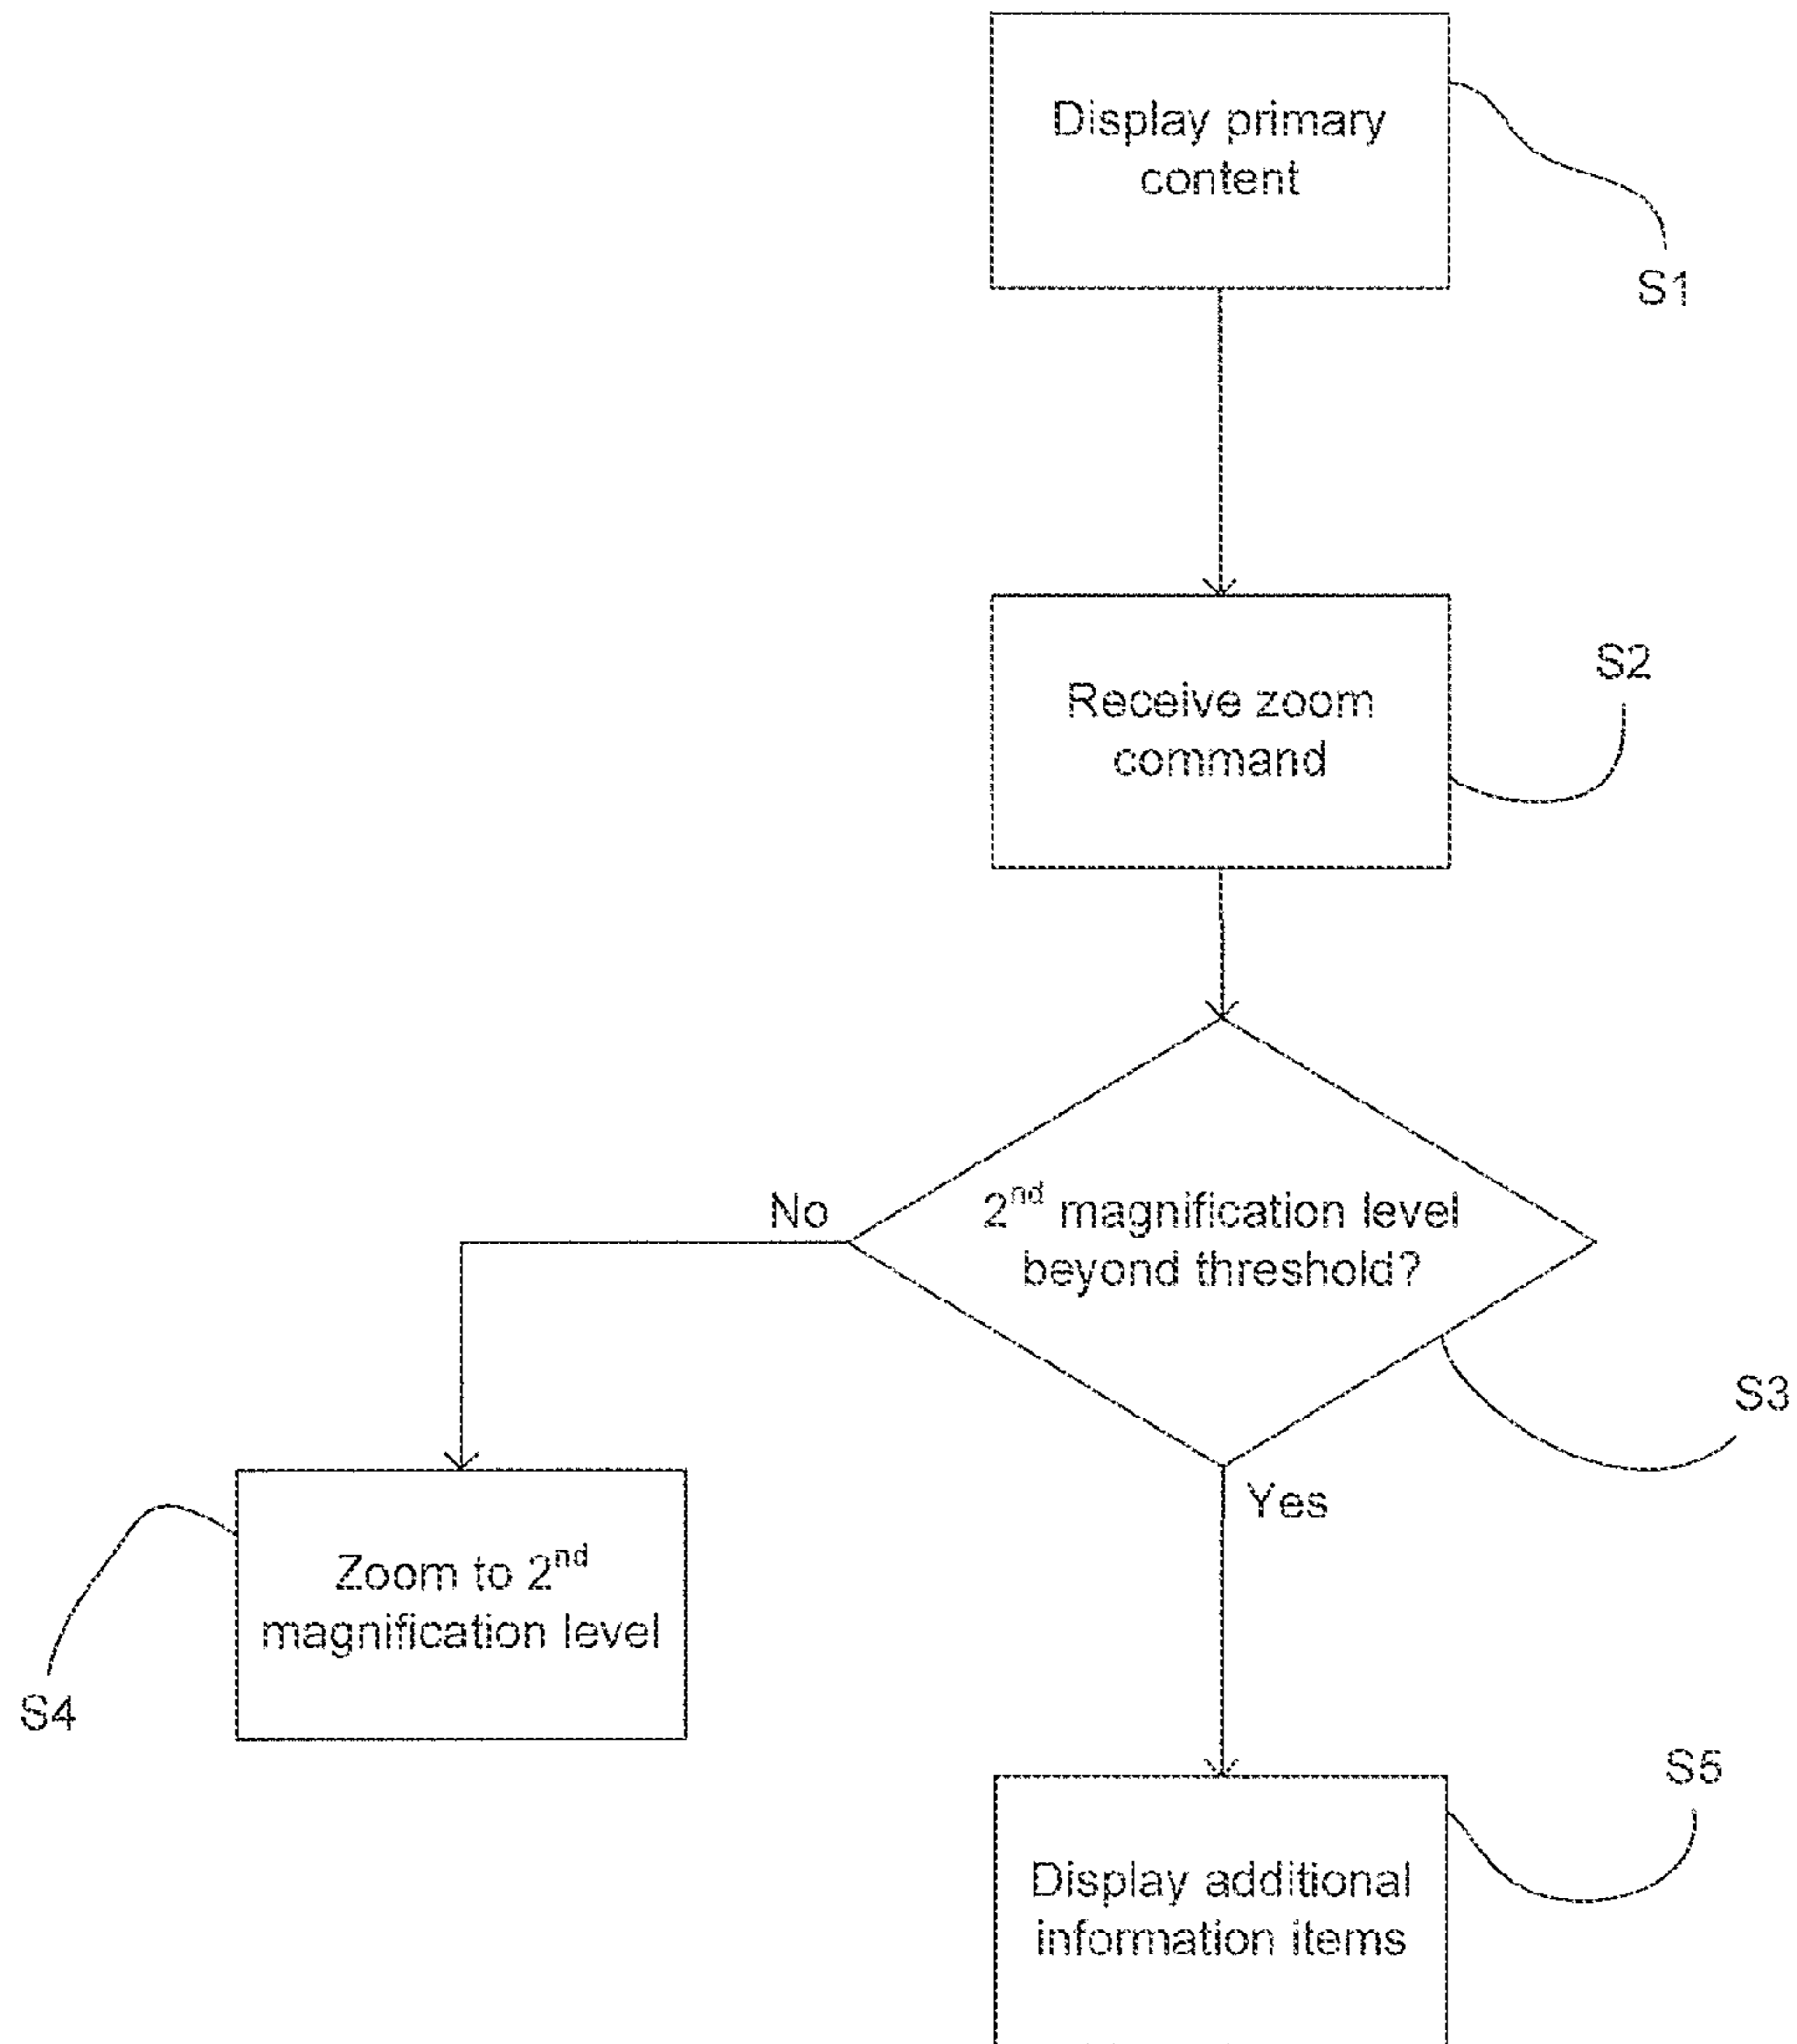 Display primary
content
S1
Receive zoom
command
S2
2nd magnification level
beyond threshold?
No
S3
Yes
Zoom to 2nd
magnification level
S4
Display additional
information items
S5